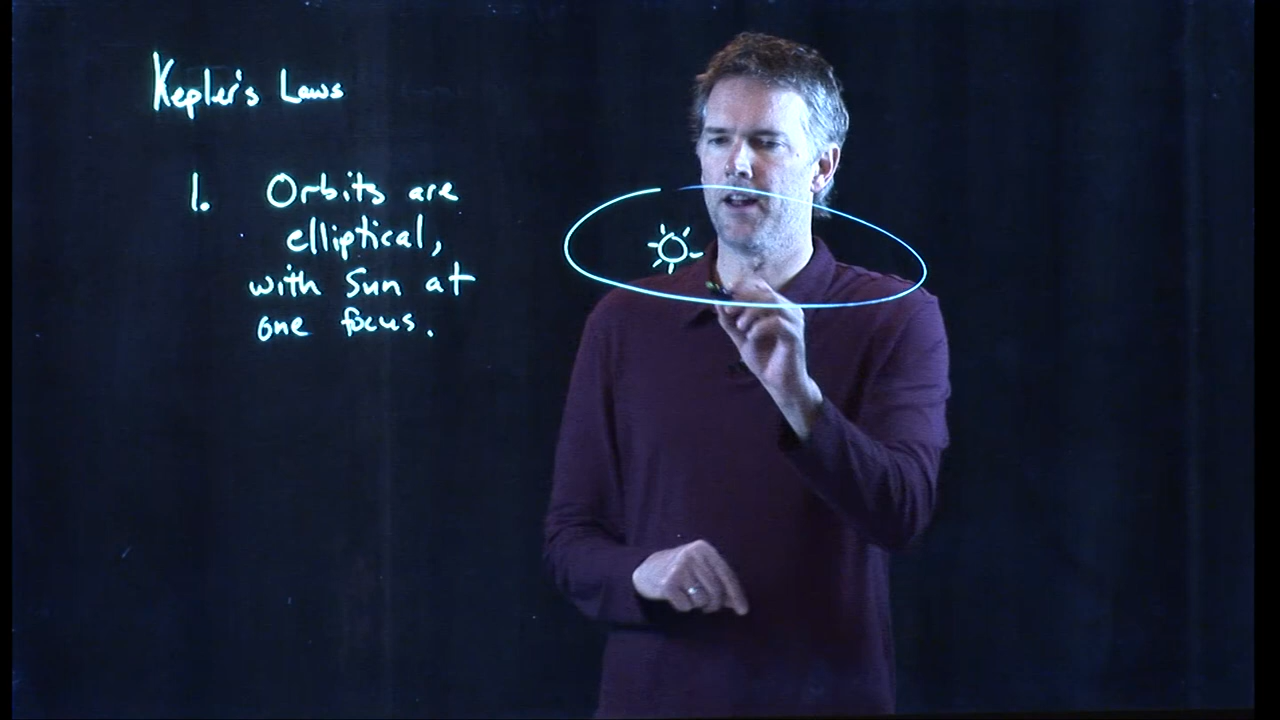 Kepler's Laws
1. Orbits are
elliptical,
with Sun at
one focus.